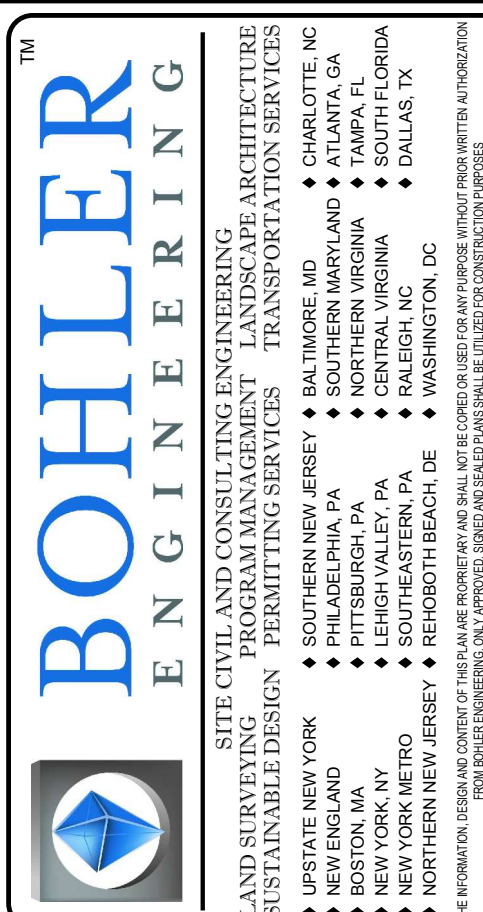 BOHLER
TM
ENGINEERING
SITE CIVIL AND CONSULTING ENGINEERING
LAND SURVEYING PROGRAM MANAGEMENT LANDSCAPE ARCHITECTURE
SUSTAINABLE DESIGN PERMITTING SERVICES TRANSPORTATION SERVICES
♦ UPSTATE NEW YORK ♦ SOUTHERN NEW JERSEY ♦ BALTIMORE, MD ♦ CHARLOTTE, NC
♦ NEW ENGLAND ♦ PHILADELPHIA, PA ♦ SOUTHERN MARYLAND ♦ ATLANTA, GA
♦ BOSTON, MA ♦ PITTSBURGH, PA ♦ NORTHERN VIRGINIA ♦ TAMPA, FL
♦ NEW YORK, NY ♦ LEHIGH VALLEY, PA ♦ CENTRAL VIRGINIA ♦ SOUTH FLORIDA
♦ NEW YORK METRO ♦ SOUTHEASTERN, PA ♦ RALEIGH, NC ♦ DALLAS, TX
♦ NORTHERN NEW JERSEY ♦ REHOBOTH BEACH, DE ♦ WASHINGTON, DC
HE INFORMATION, DESIGN AND CONTENT OF THIS PLAN ARE PROPRIETARY AND SHALL NOT BE COPIED OR USED FOR ANY PURPOSE WITHOUT PRIOR WRITTEN AUTHORIZATION
FROM BOHLER ENGINEERING. ONLY APPROVED, SIGNED AND SEALED PLANS SHALL BE UTILIZED FOR CONSTRUCTION PURPOSES